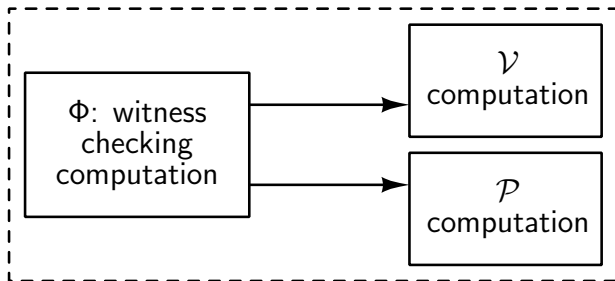 Φ: witness
checking
computation
𝒱
computation
𝒫
computation